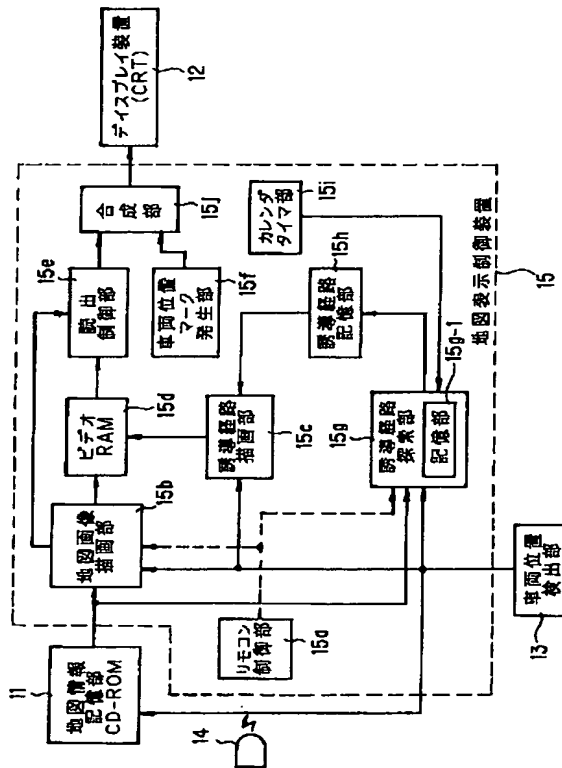 11
地図情報
記憶部
CD-ROM
14
地図画像
描画部
15b
ビデオ
RAM
15d
読出
制御部
15e
合成部
15j
ディスプレイ装置
(CRT)
12
車両位置
マーク
発生部
15f
リモコン
制御部
15a
誘導経路
描画部
15c
誘導経路
記憶部
15h
カレンダ
タイマ部
15i
15g
誘導経路
探索部
記憶部
15g-1
地図表示制御装置
15
車両位置
検出部
13